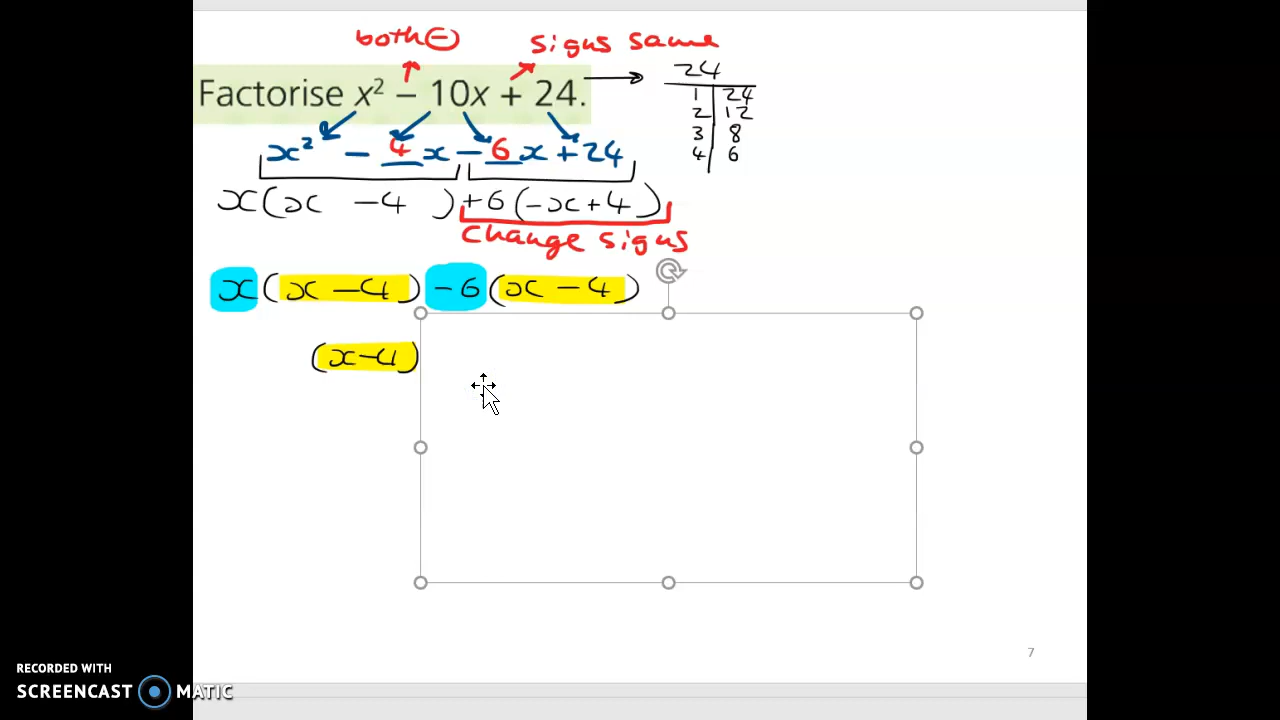 both ⊖ signs same
Factorise x² − 10x + 24. → 24
1 | 24
2 | 12
3 | 8
4 | 6
x² − 4x − 6x + 24
x(x − 4) + 6(−x + 4)
change signs
x(x − 4) − 6(x − 4)
(x − 4)
7
RECORDED WITH
SCREENCAST MATIC